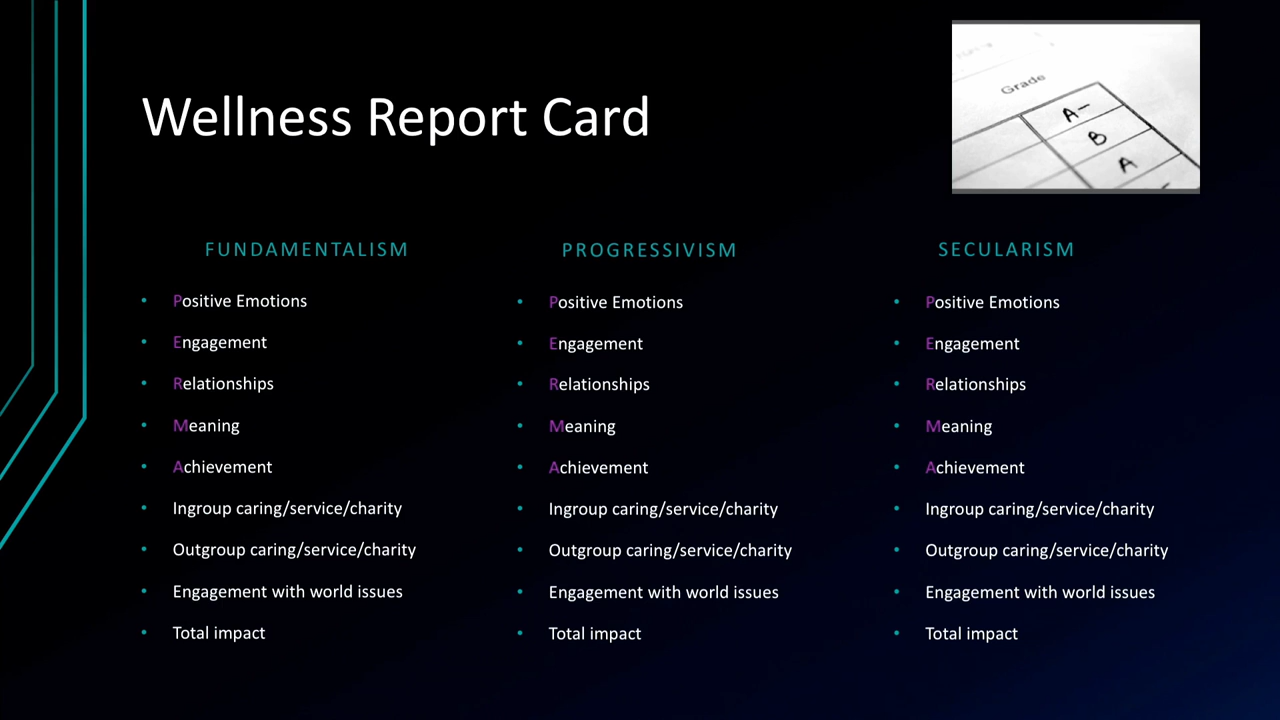 Wellness Report Card
Grade
A-
B
A
FUNDAMENTALISM
• Positive Emotions
• Engagement
• Relationships
• Meaning
• Achievement
• Ingroup caring/service/charity
• Outgroup caring/service/charity
• Engagement with world issues
• Total impact
PROGRESSIVISM
• Positive Emotions
• Engagement
• Relationships
• Meaning
• Achievement
• Ingroup caring/service/charity
• Outgroup caring/service/charity
• Engagement with world issues
• Total impact
SECULARISM
• Positive Emotions
• Engagement
• Relationships
• Meaning
• Achievement
• Ingroup caring/service/charity
• Outgroup caring/service/charity
• Engagement with world issues
• Total impact